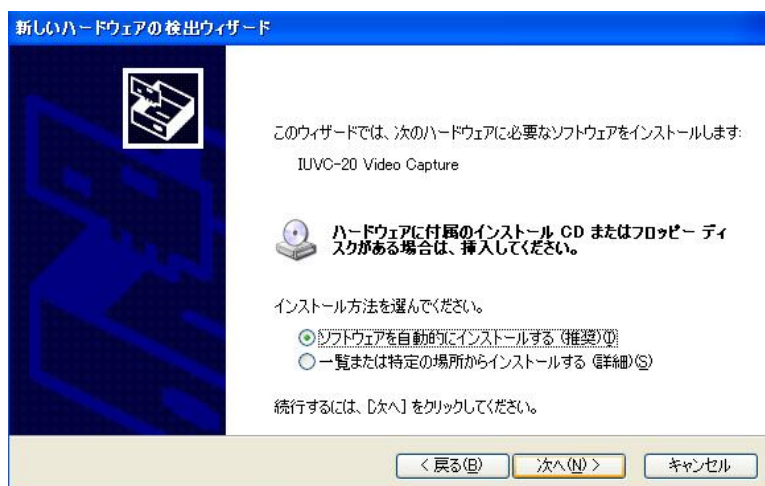 新しいハードウェアの検出ウィザード
このウィザードでは、次のハードウェアに必要なソフトウェアをインストールします:
IUVC-20 Video Capture
ハードウェアに付属のインストール CD またはフロッピー ディ
スクがある場合は、挿入してください。
インストール方法を選んでください。
ソフトウェアを自動的にインストールする (推奨)(I)
一覧または特定の場所からインストールする (詳細)(S)
続行するには、[次へ] をクリックしてください。
< 戻る(B)
次へ(N) >
キャンセル